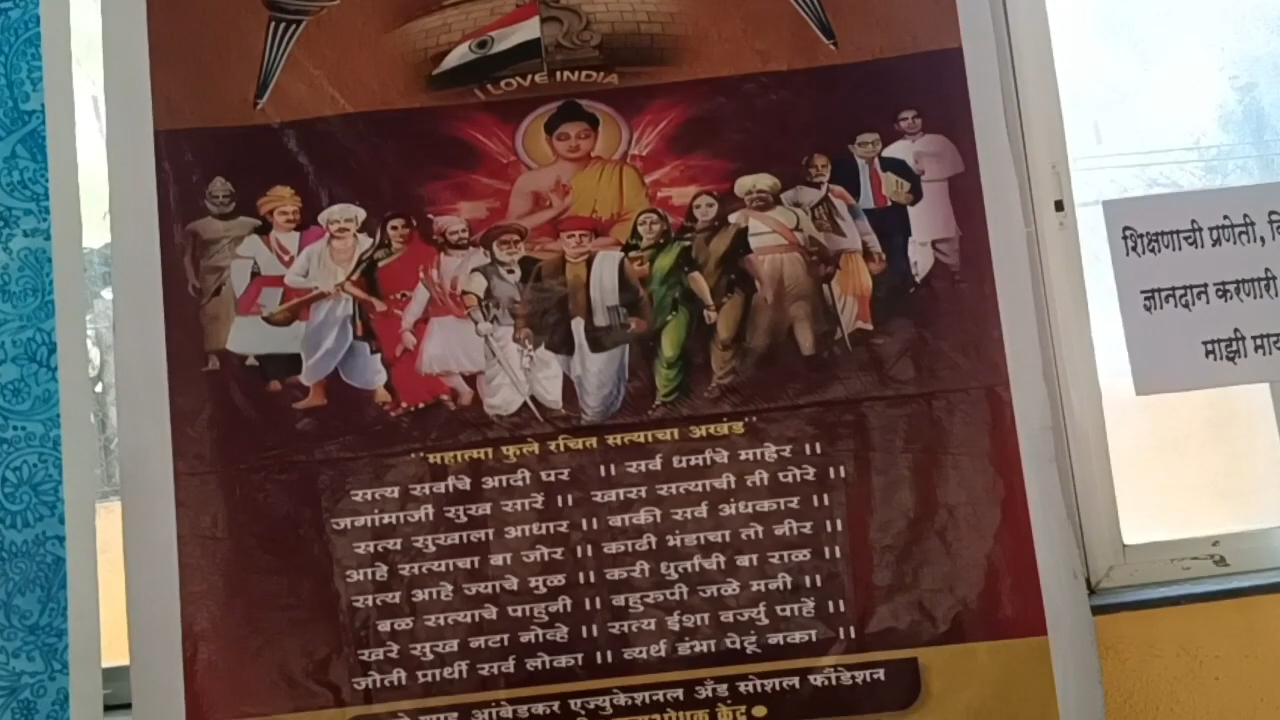 I LOVE INDIA
"महात्मा फुले रचित सत्याचा अखंड"
सत्य सर्वांचे आदी घर ।। सर्व धर्मांचे माहेर ।।
जगांमाजीं सुख सारें ।। खास सत्याची ती पोरे ।।
सत्य सुखाला आधार ।। बाकी सर्व अंधकार ।।
आहे सत्याचा बा जोर ।। काढी भंडाचा तो नीर ।।
सत्य आहे ज्याचे मुळ ।। करी धुर्तांची बा राळ ।।
बळ सत्याचे पाहुनी ।। बहुरुपी जळे मनी ।।
खरे सुख नटा नोव्हे ।। सत्य ईशा वर्ज्यु पाहें ।।
जोती प्रार्थी सर्व लोका ।। व्यर्थ डंभा पेटूं नका ।।
आंबेडकर एज्युकेशनल अँड सोशल फौंडेशन
केंद्र
शिक्षणाची प्रणेती,
ज्ञानदान करणारी
माझी